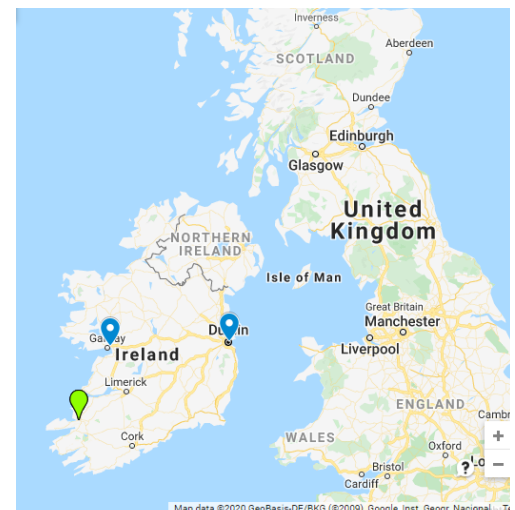 Inverness
Aberdeen
SCOTLAND
Dundee
Edinburgh
Glasgow
United
Kingdom
NORTHERN
IRELAND
Isle of Man
Great Britain
Manchester
Liverpool
Ireland
Limerick
Cork
ENGLAND
WALES
Oxford
Bristol
Cardiff
+
−
?
Map data ©2020 GeoBasis-DE/BKG (©2009), Google, Inst. Geogr. Nacional